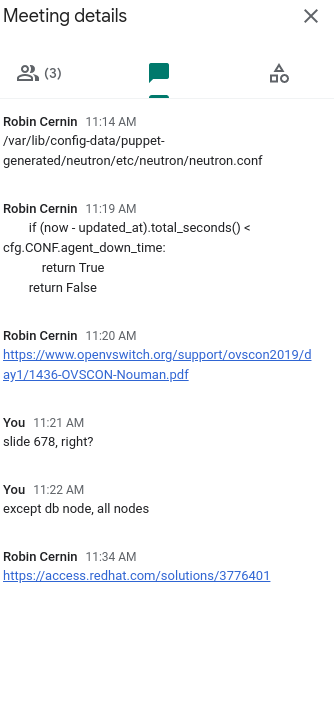 Meeting details
(3)
Robin Cernin 11:14 AM
/var/lib/config-data/puppet-
generated/neutron/etc/neutron/neutron.conf
Robin Cernin 11:19 AM
if (now - updated_at).total_seconds() <
cfg.CONF.agent_down_time:
return True
return False
Robin Cernin 11:20 AM
https://www.openvswitch.org/support/ovscon2019/d
ay1/1436-OVSCON-Nouman.pdf
You 11:21 AM
slide 678, right?
You 11:22 AM
except db node, all nodes
Robin Cernin 11:34 AM
https://access.redhat.com/solutions/3776401